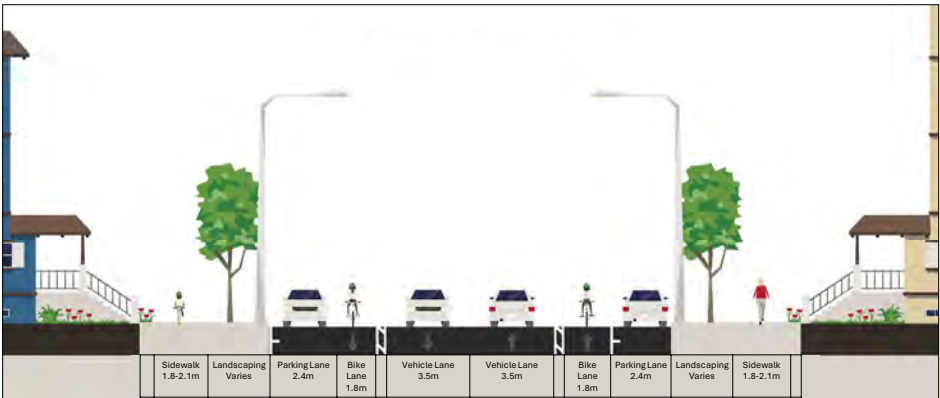 Sidewalk
1.8-2.1m
Landscaping
Varies
Parking Lane
2.4m
Bike
Lane
1.8m
Vehicle Lane
3.5m
Vehicle Lane
3.5m
Bike
Lane
1.8m
Parking Lane
2.4m
Landscaping
Varies
Sidewalk
1.8-2.1m